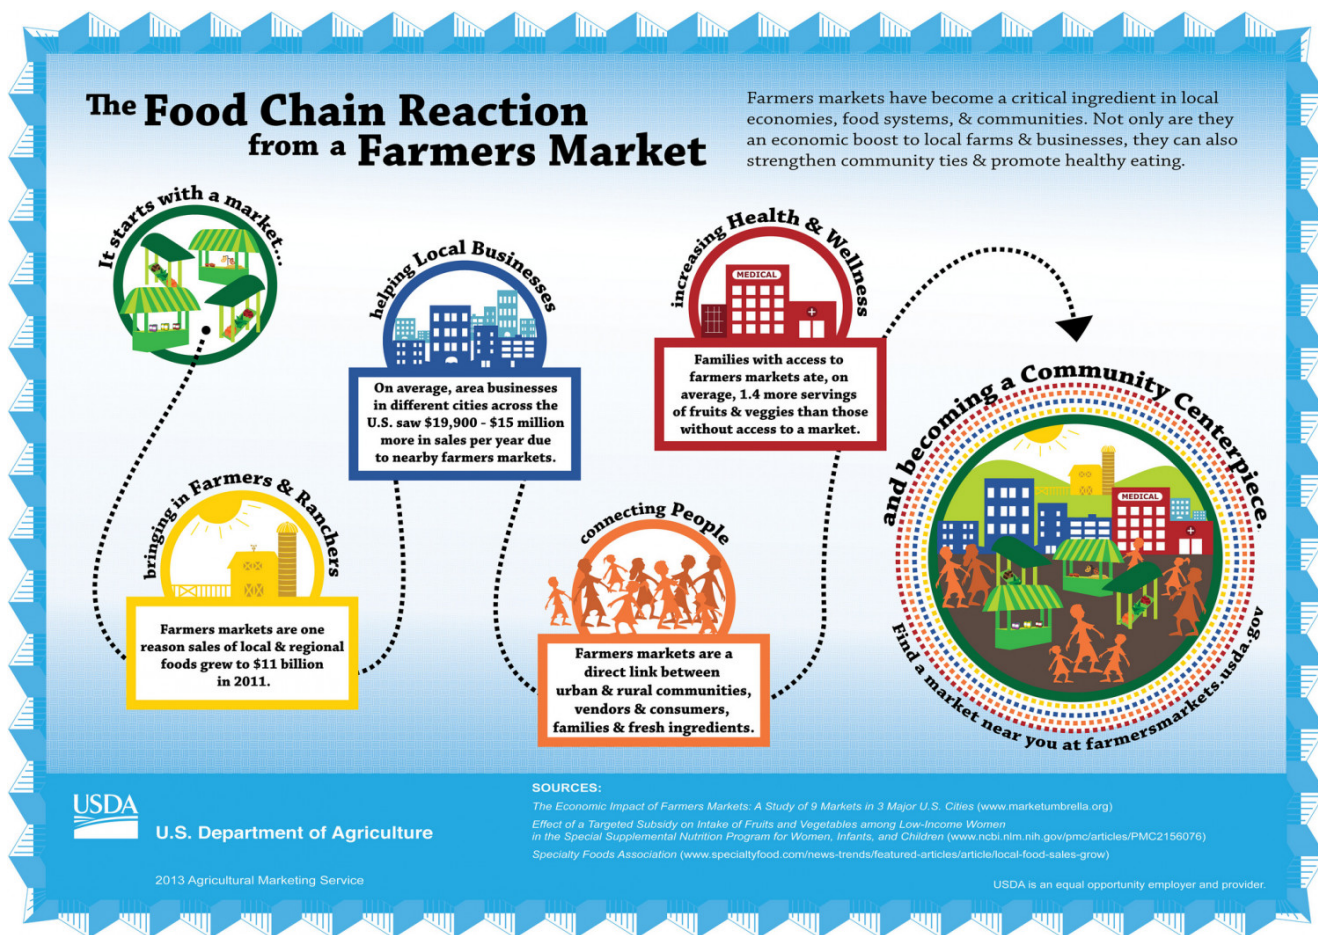 The Food Chain Reaction
from a Farmers Market
Farmers markets have become a critical ingredient in local
economies, food systems, & communities. Not only are they
an economic boost to local farms & businesses, they can also
strengthen community ties & promote healthy eating.
It starts with a market...
bringing in Farmers & Ranchers
Farmers markets are one
reason sales of local & regional
foods grew to $11 billion
in 2011.
helping Local Businesses
On average, area businesses
in different cities across the
U.S. saw $19,900 - $15 million
more in sales per year due
to nearby farmers markets.
connecting People
Farmers markets are a
direct link between
urban & rural communities,
vendors & consumers,
families & fresh ingredients.
increasing Health & Wellness
MEDICAL
Families with access to
farmers markets ate, on
average, 1.4 more servings
of fruits & veggies than those
without access to a market.
and becoming a Community Centerpiece.
MEDICAL
Find a market near you at farmersmarkets.usda.gov
USDA
U.S. Department of Agriculture
2013 Agricultural Marketing Service
SOURCES:
The Economic Impact of Farmers Markets: A Study of 9 Markets in 3 Major U.S. Cities (www.marketumbrella.org)
Effect of a Targeted Subsidy on Intake of Fruits and Vegetables among Low-Income Women
in the Special Supplemental Nutrition Program for Women, Infants, and Children (www.ncbi.nlm.nih.gov/pmc/articles/PMC2156076)
Specialty Foods Association (www.specialtyfood.com/news-trends/featured-articles/article/local-food-sales-grow)
USDA is an equal opportunity employer and provider.